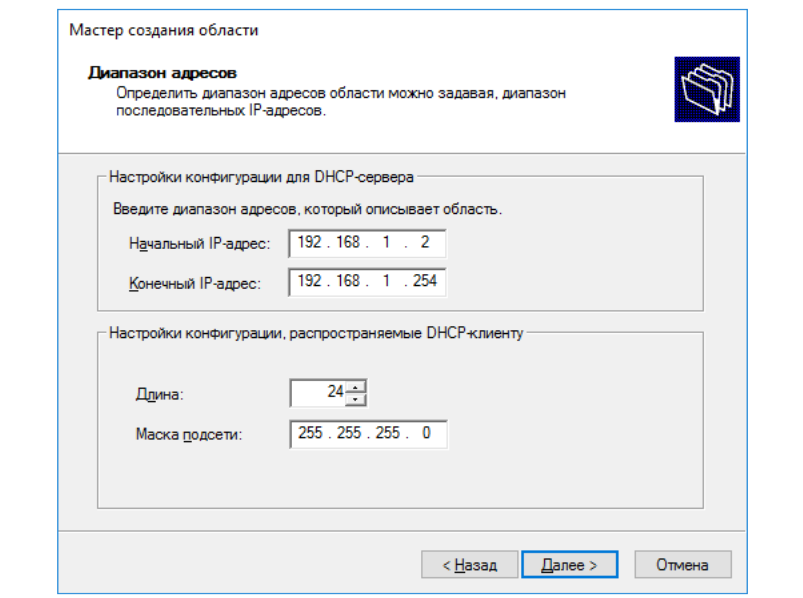 Мастер создания области
Диапазон адресов
Определить диапазон адресов области можно задавая, диапазон
последовательных IP-адресов.
Настройки конфигурации для DHCP-сервера
Введите диапазон адресов, который описывает область.
Начальный IP-адрес: 192 . 168 . 1 . 2
Конечный IP-адрес: 192 . 168 . 1 . 254
Настройки конфигурации, распространяемые DHCP-клиенту
Длина: 24
Маска подсети: 255 . 255 . 255 . 0
< Назад Далее > Отмена